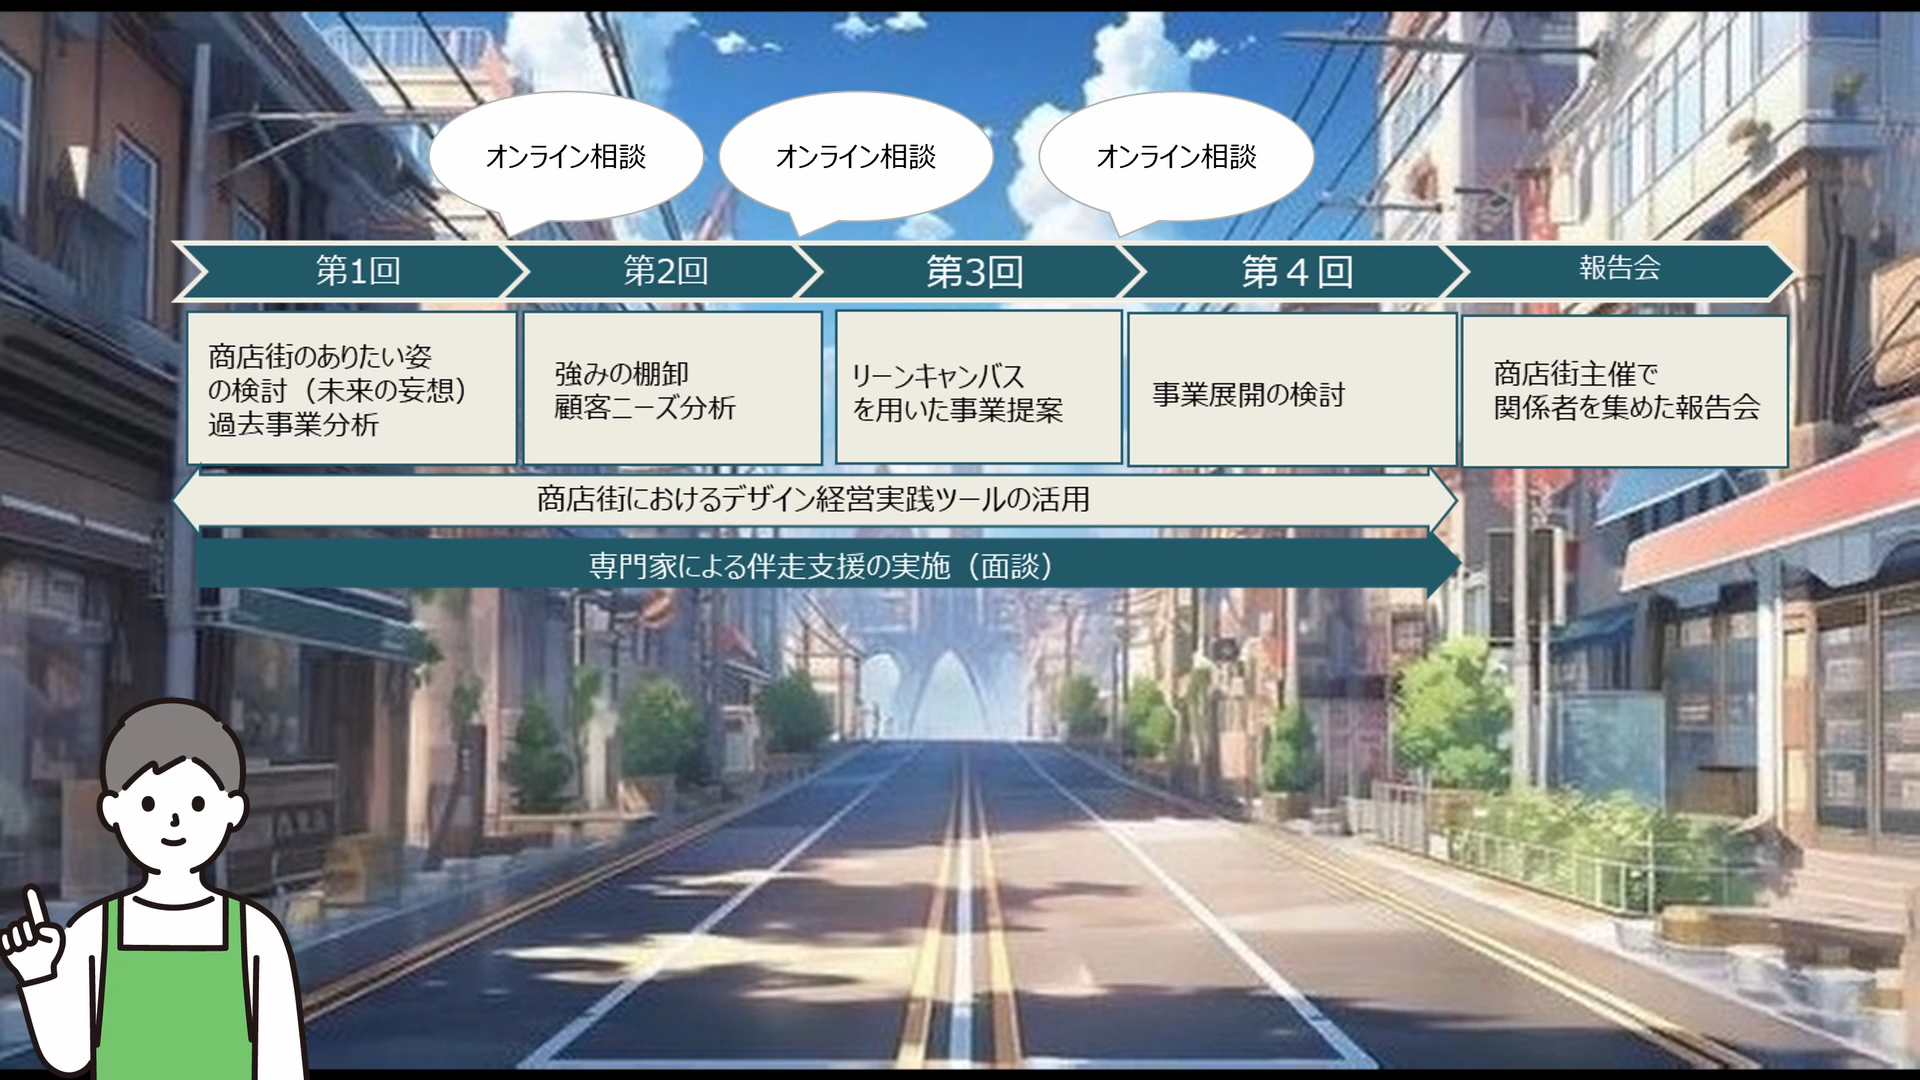 オンライン相談
オンライン相談
オンライン相談
第1回
第2回
第3回
第４回
報告会
商店街のありたい姿
の検討（未来の妄想）
過去事業分析
強みの棚卸
顧客ニーズ分析
リーンキャンバス
を用いた事業提案
事業展開の検討
商店街主催で
関係者を集めた報告会
商店街におけるデザイン経営実践ツールの活用
専門家による伴走支援の実施（面談）